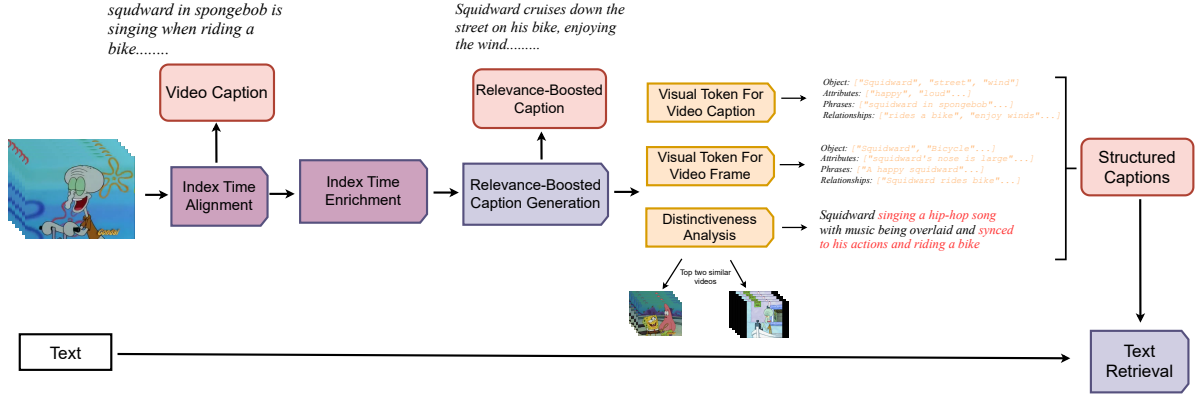 squdward in spongebob is
singing when riding a
bike........
Squidward cruises down the
street on his bike, enjoying
the wind.........
Video Caption
Relevance-Boosted
Caption
Visual Token For
Video Caption
Object: ["Squidward", "street", "wind"]
Attributes: ["happy", "loud"...]
Phrases: ["squidward in spongebob"...]
Relationships: ["rides a bike", "enjoy winds"...]
Index Time
Alignment
Index Time
Enrichment
Relevance-Boosted
Caption Generation
Visual Token For
Video Frame
Object: ["Squidward", "Bicycle"...]
Attributes: ["squidward's nose is large"...]
Phrases: ["A happy squidward"...]
Relationships: ["Squidward rides bike"...]
Structured
Captions
Distinctiveness
Analysis
Squidward singing a hip-hop song
with music being overlaid and synced
to his actions and riding a bike
Top two similar
videos
Text
Text
Retrieval